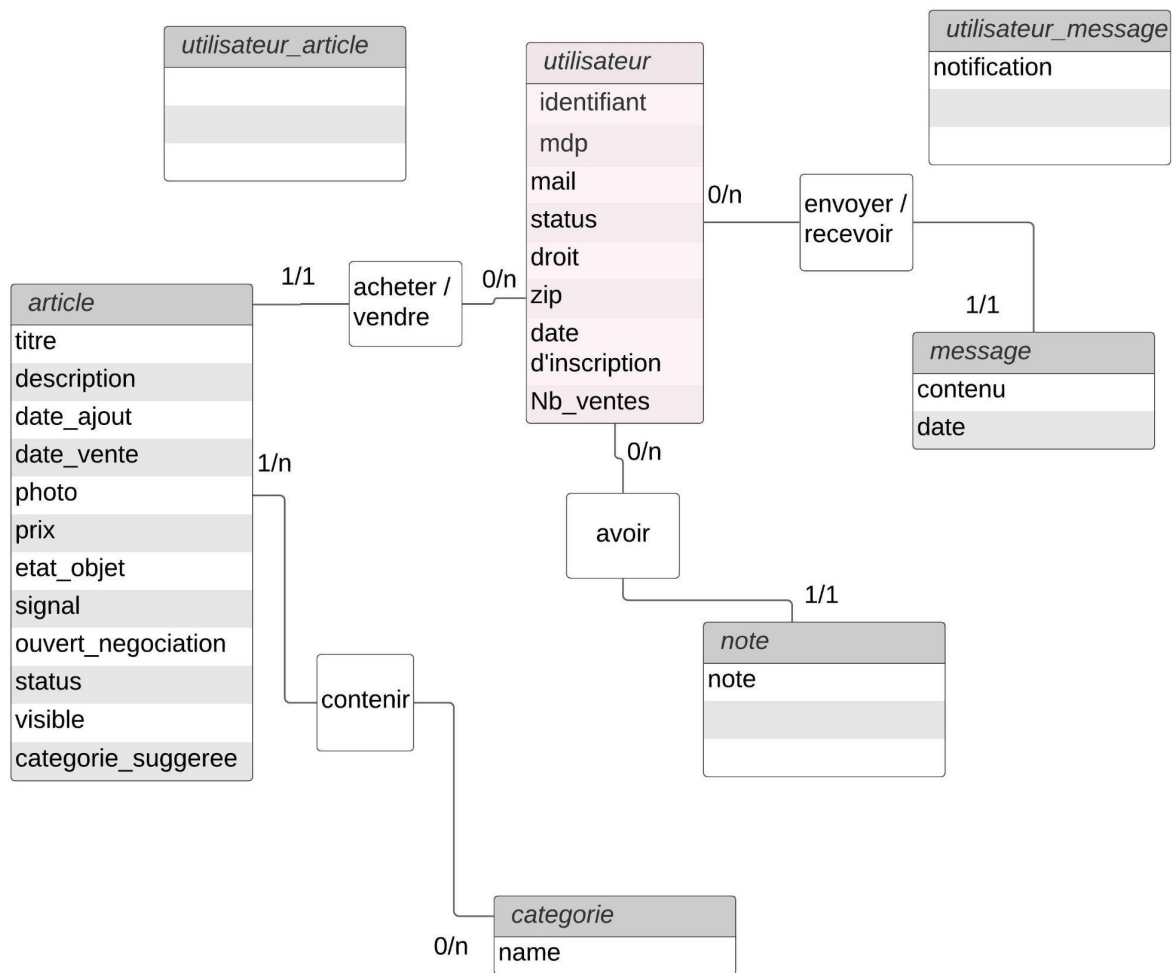 utilisateur_article
utilisateur
identifiant
mdp
mail
status
droit
zip
date
d'inscription
Nb_ventes
utilisateur_message
notification
0/n
envoyer /
recevoir
1/1
message
contenu
date
1/1
acheter /
vendre
0/n
article
titre
description
date_ajout
date_vente
photo
prix
etat_objet
signal
ouvert_negociation
status
visible
categorie_suggeree
1/n
contenir
0/n
avoir
1/1
note
note
0/n
categorie
name